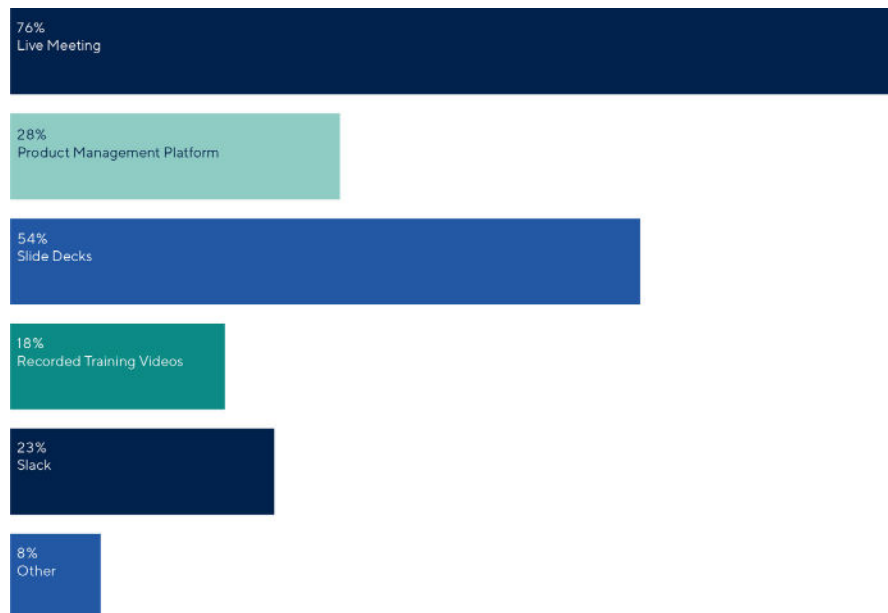 76%
Live Meeting
28%
Product Management Platform
54%
Slide Decks
18%
Recorded Training Videos
23%
Slack
8%
Other